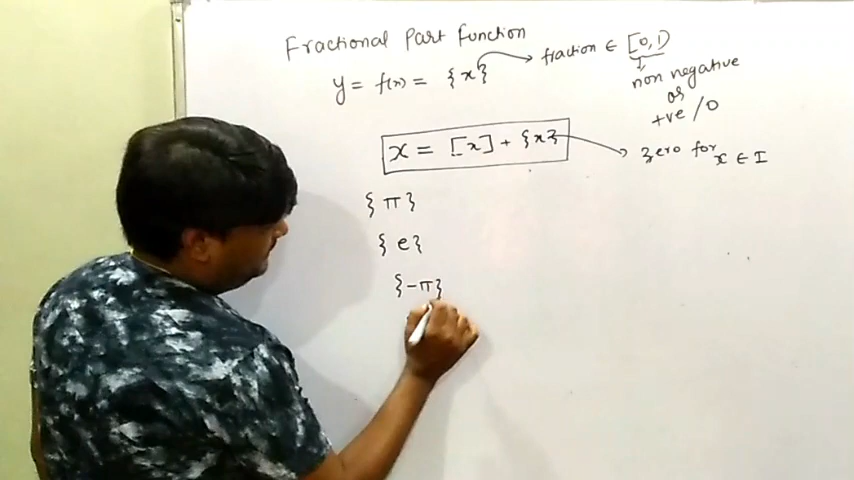 Fractional Part Function
y = f(x) = {x} fraction ∈ [0,1)
non negative
or
+ve / 0
x = [x] + {x} zero for x ∈ I
{π}
{e}
{-π}